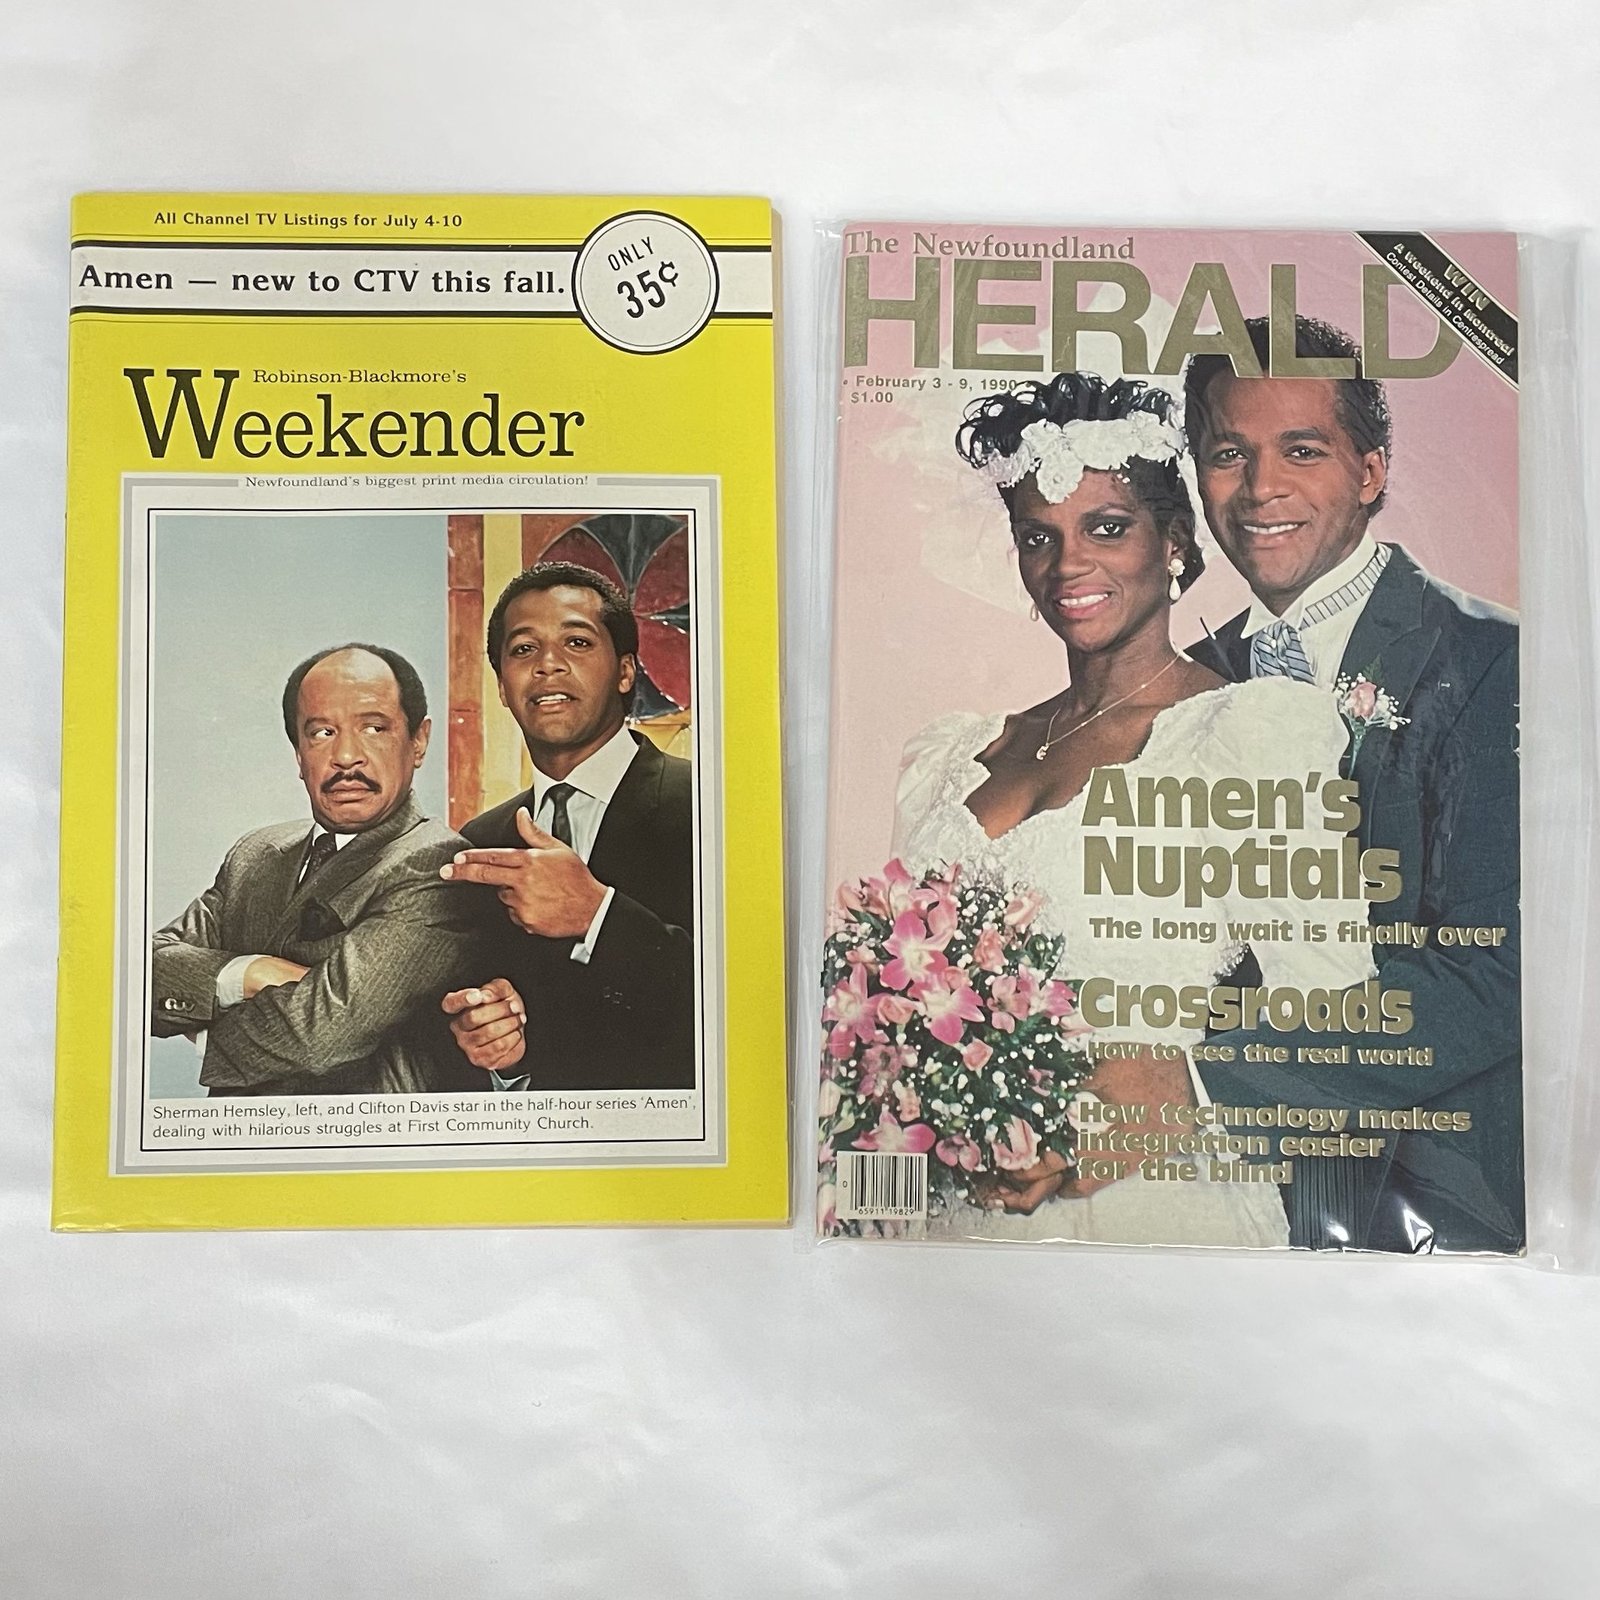 All Channel TV Listings for July 4-10
Amen — new to CTV this fall.
ONLY
35¢
Robinson-Blackmore's
Weekender
Newfoundland's biggest print media circulation!
Sherman Hemsley, left, and Clifton Davis star in the half-hour series 'Amen',
dealing with hilarious struggles at First Community Church.
The Newfoundland
HERALD
• February 3 - 9, 1990 •
$1.00
WIN
A Weekend in Montreal
Contest Details in Centrespread
Amen's
Nuptials
The long wait is finally over
Crossroads
How to see the real world
How technology makes
integration easier
for the blind
0 65911 19829